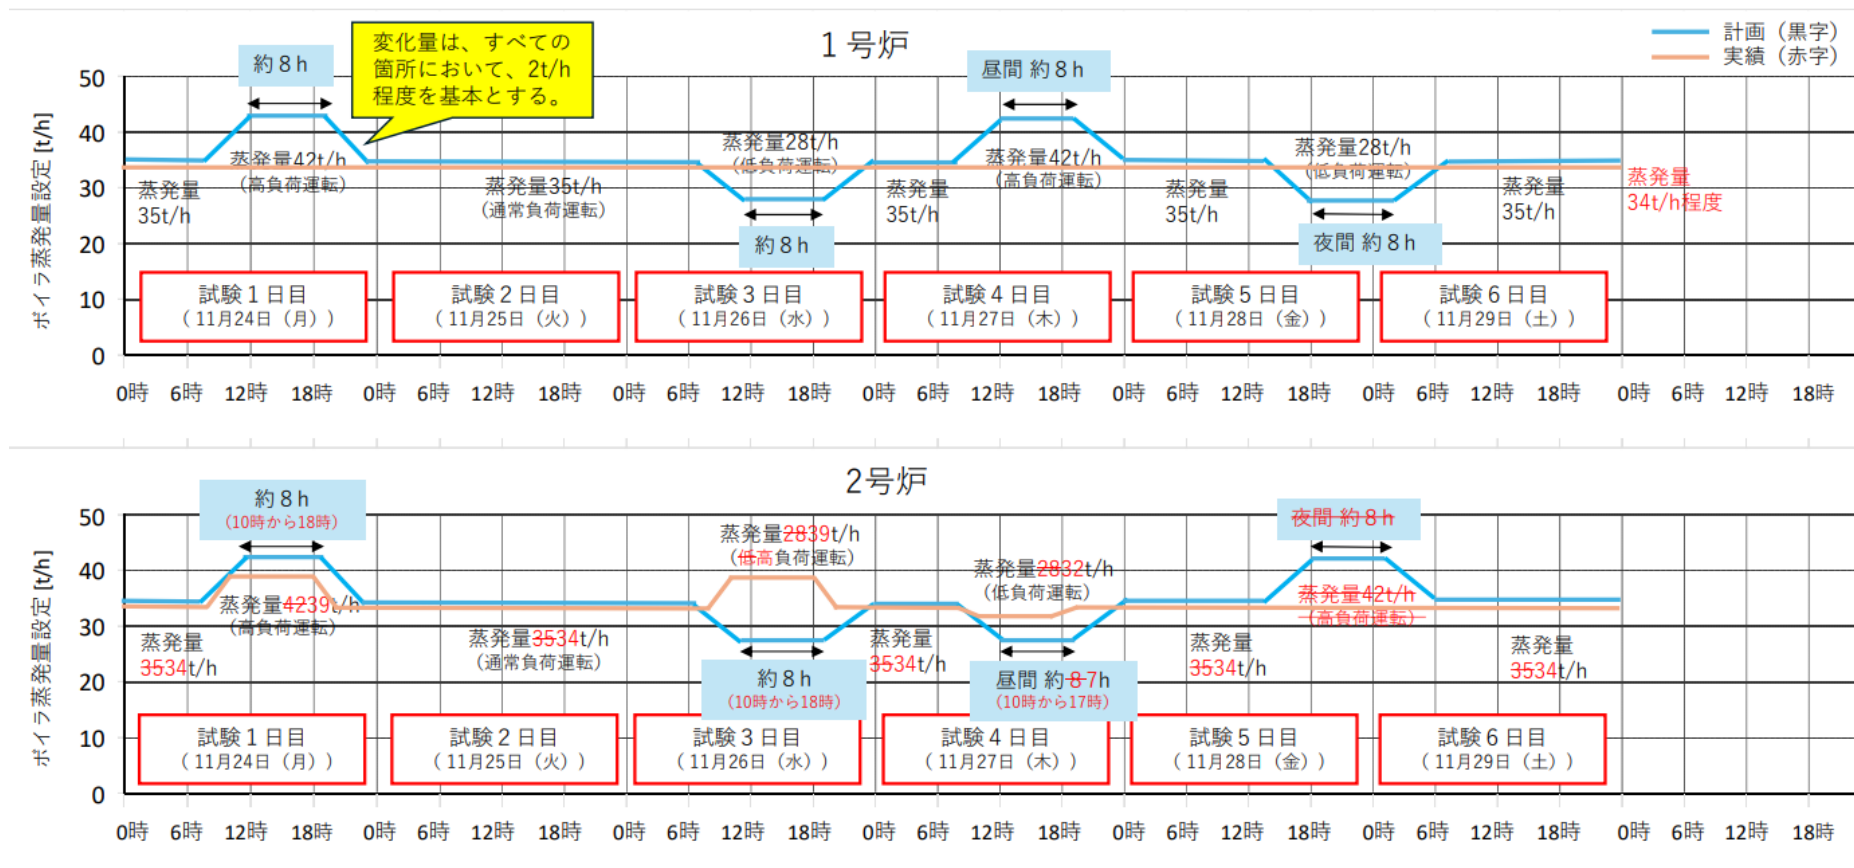 1号炉
計画（黒字）
実績（赤字）
変化量は、すべての
箇所において、2t/h
程度を基本とする。
約8h
昼間 約8h
ボイラ蒸発量設定 [t/h]
50
40
30
20
10
0
蒸発量
35t/h
蒸発量42t/h
（高負荷運転）
蒸発量35t/h
（通常負荷運転）
蒸発量28t/h
（低負荷運転）
約8h
蒸発量
35t/h
蒸発量42t/h
（高負荷運転）
蒸発量
35t/h
蒸発量28t/h
（低負荷運転）
夜間 約8h
蒸発量
35t/h
蒸発量
34t/h程度
試験1日目
（ 11月24日（月））
試験2日目
（ 11月25日（火））
試験3日目
（ 11月26日（水））
試験4日目
（ 11月27日（木））
試験5日目
（ 11月28日（金））
試験6日目
（ 11月29日（土））
0時 6時 12時 18時 0時 6時 12時 18時 0時 6時 12時 18時 0時 6時 12時 18時 0時 6時 12時 18時 0時 6時 12時 18時 0時 6時 12時 18時
2号炉
ボイラ蒸発量設定 [t/h]
50
40
30
20
10
0
約8h
（10時から18時）
蒸発量
3534t/h
蒸発量4239t/h
（高負荷運転）
蒸発量3534t/h
（通常負荷運転）
蒸発量2839t/h
（低高負荷運転）
約8h
（10時から18時）
蒸発量
3534t/h
蒸発量2832t/h
（低負荷運転）
昼間 約8 7h
（10時から17時）
蒸発量
3534t/h
夜間 約8h
蒸発量42t/h
（高負荷運転）
蒸発量
3534t/h
試験1日目
（ 11月24日（月））
試験2日目
（ 11月25日（火））
試験3日目
（ 11月26日（水））
試験4日目
（ 11月27日（木））
試験5日目
（ 11月28日（金））
試験6日目
（ 11月29日（土））
0時 6時 12時 18時 0時 6時 12時 18時 0時 6時 12時 18時 0時 6時 12時 18時 0時 6時 12時 18時 0時 6時 12時 18時 0時 6時 12時 18時